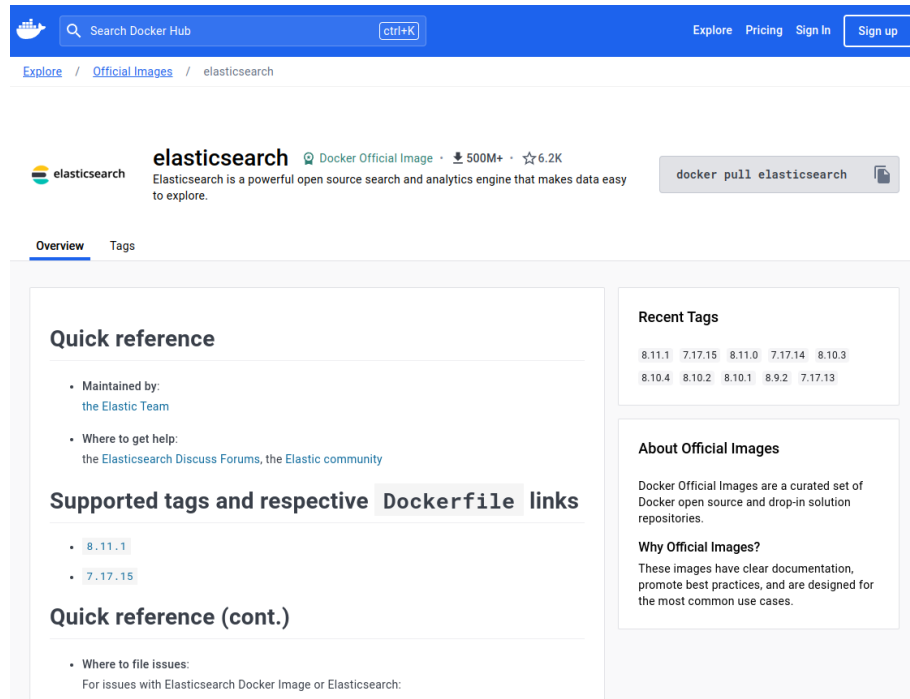 Search Docker Hub
ctrl+K
Explore Pricing Sign In Sign up
Explore / Official Images / elasticsearch
elasticsearch
elasticsearch Docker Official Image · 500M+ · 6.2K
Elasticsearch is a powerful open source search and analytics engine that makes data easy
to explore.
docker pull elasticsearch
Overview Tags
Quick reference
• Maintained by:
the Elastic Team
• Where to get help:
the Elasticsearch Discuss Forums, the Elastic community
Supported tags and respective Dockerfile links
• 8.11.1
• 7.17.15
Quick reference (cont.)
• Where to file issues:
For issues with Elasticsearch Docker Image or Elasticsearch:
Recent Tags
8.11.1 7.17.15 8.11.0 7.17.14 8.10.3
8.10.4 8.10.2 8.10.1 8.9.2 7.17.13
About Official Images
Docker Official Images are a curated set of
Docker open source and drop-in solution
repositories.
Why Official Images?
These images have clear documentation,
promote best practices, and are designed for
the most common use cases.